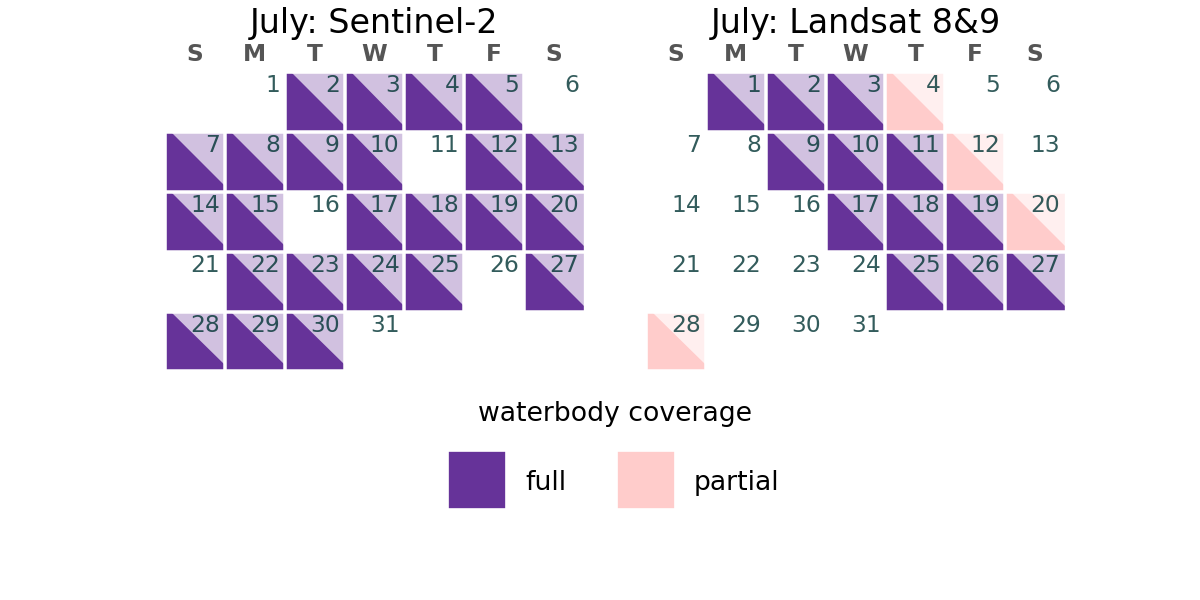 July: Sentinel-2
S M T W T F S
1 2 3 4 5 6
7 8 9 10 11 12 13
14 15 16 17 18 19 20
21 22 23 24 25 26 27
28 29 30 31
July: Landsat 8&9
S M T W T F S
1 2 3 4 5 6
7 8 9 10 11 12 13
14 15 16 17 18 19 20
21 22 23 24 25 26 27
28 29 30 31
waterbody coverage
full partial